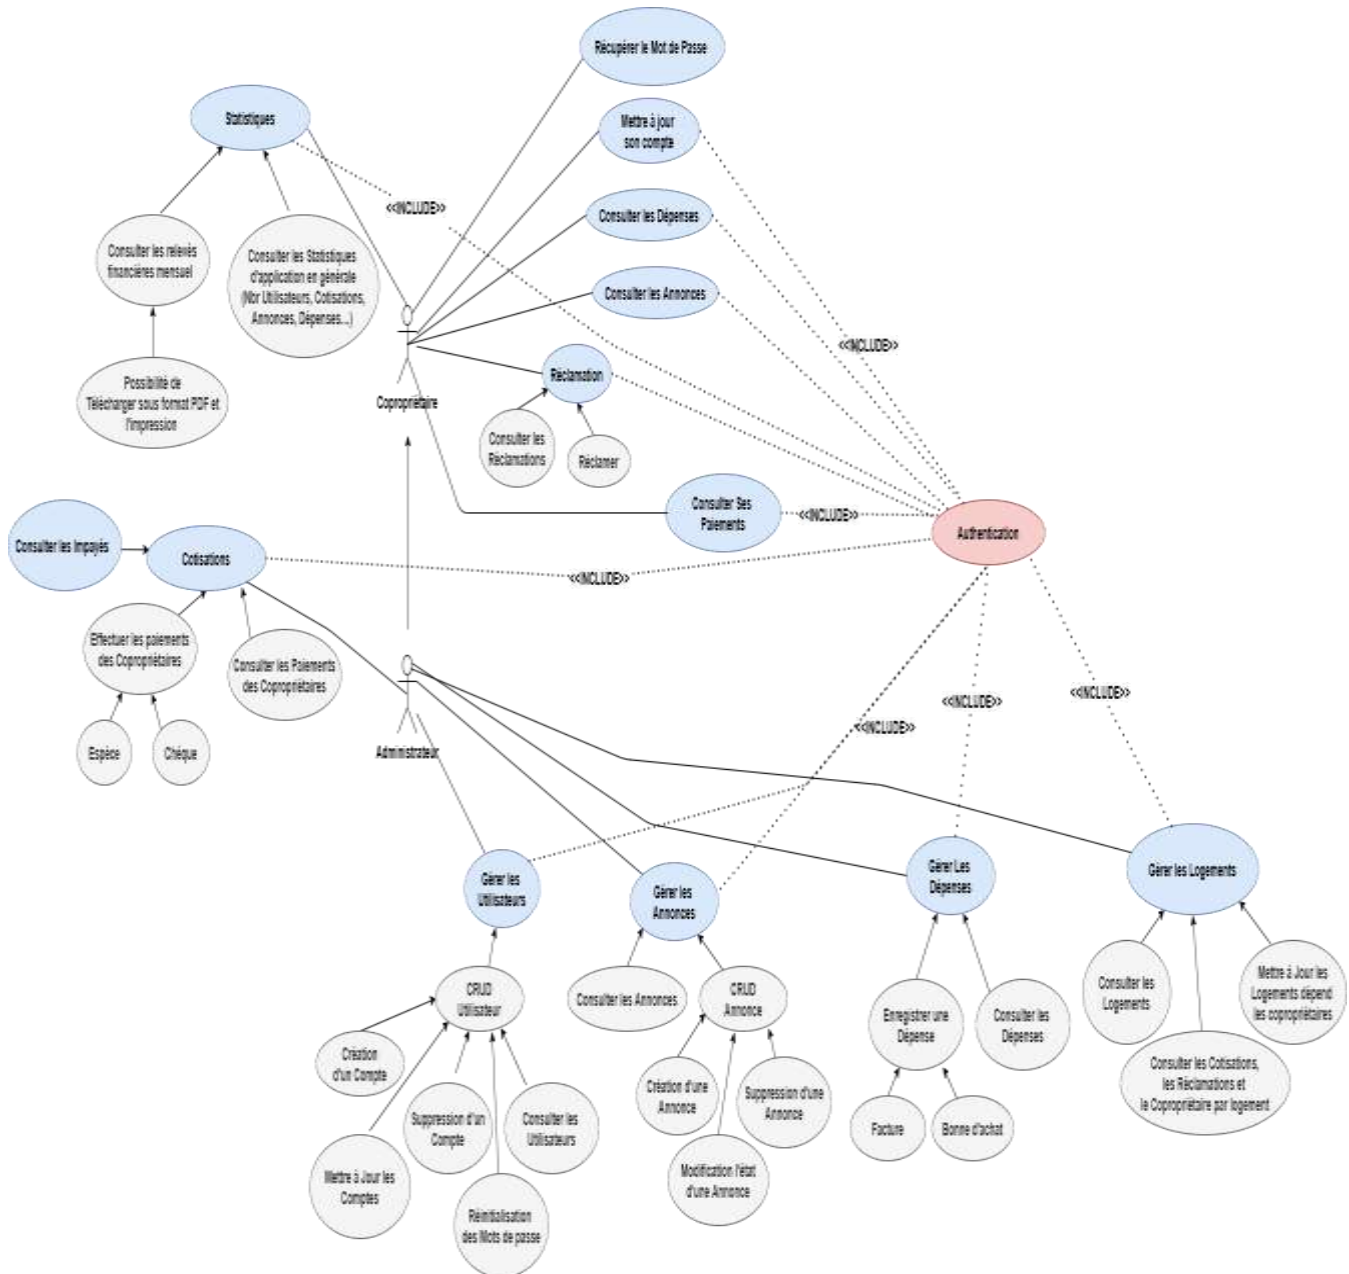 Récupérer le Mot de Passe
Statistiques
Mettre à jour
son compte
<<INCLUDE>>
Consulter les Dépenses
Consulter les relevés
financières mensuel
Consulter les Statistiques
d'application en générale
(Nbr Utilisateurs, Cotisations,
Annonces, Dépenses...)
Consulter les Annonces
<<INCLUDE>>
Réclamation
Possibilité de
Télécharger sous format PDF et
l'impression
Copropriétaire
Consulter les
Réclamations
Réclamer
Consulter Ses
Paiements
<<INCLUDE>>
Authentication
Consulter les Impayés
Cotisations
<<INCLUDE>>
Effectuer les paiements
des Copropriétaires
Consulter les Paiements
des Copropriétaires
Espèce
Chéque
Administrateur
<<INCLUDE>>
<<INCLUDE>>
<<INCLUDE>>
Gérer les
Utilisateurs
Gérer les
Annonces
Gérer Les
Dépenses
Gérer les Logements
CRUD
Utilisateur
Consulter les Annonces
CRUD
Annonce
Enregistrer une
Dépense
Consulter les
Dépenses
Consulter les
Logements
Mettre à Jour les
Logements dépend
les copropriétaires
Création
d'un Compte
Suppression d'un
Compte
Consulter les
Utilisateurs
Création d'une
Annonce
Suppression d'une
Annonce
Facture
Bonne d'achat
Consulter les Cotisations,
les Réclamations et
le Copropriétaire par logement
Mettre à Jour les
Comptes
Modification l'état
d'une Annonce
Réinitialisation
des Mots de passe